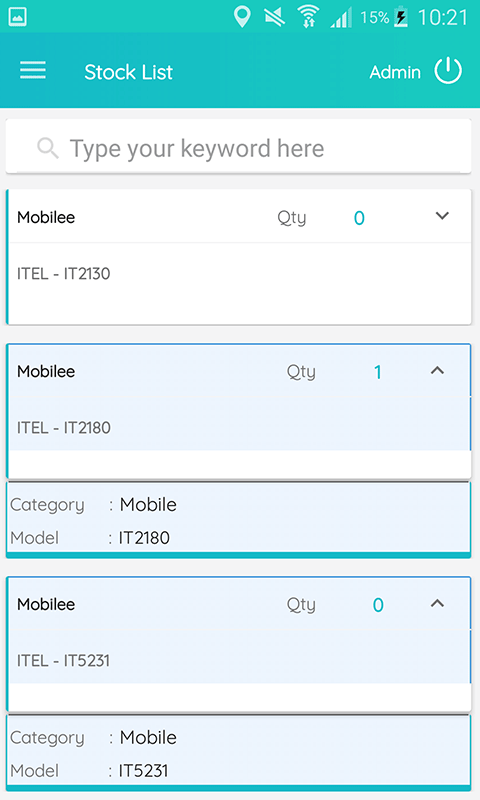 15% 10:21
Stock List Admin
Type your keyword here
Mobilee Qty 0
ITEL - IT2130
Mobilee Qty 1
ITEL - IT2180
Category : Mobile
Model : IT2180
Mobilee Qty 0
ITEL - IT5231
Category : Mobile
Model : IT5231